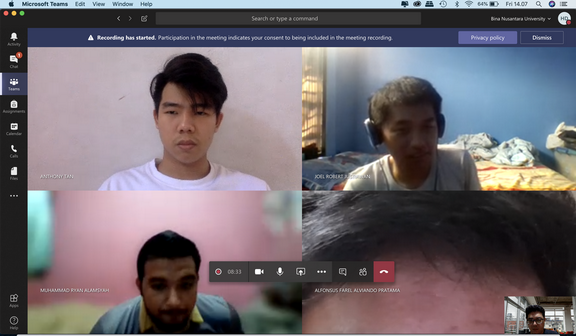 Microsoft Teams Edit View Window Help
64% Fri 14.07
Search or type a command
Bina Nusantara University
HD
Recording has started. Participation in the meeting indicates your consent to being included in the meeting recording.
Privacy policy
Dismiss
Activity
Chat
Teams
Assignments
Calendar
Calls
Files
Apps
Help
ANTHONY TAN
JOEL ROBERT
08:33
MUHAMMAD RYAN ALAMSYAH
ALFONSUS FAREL ALVIANDO PRATAMA